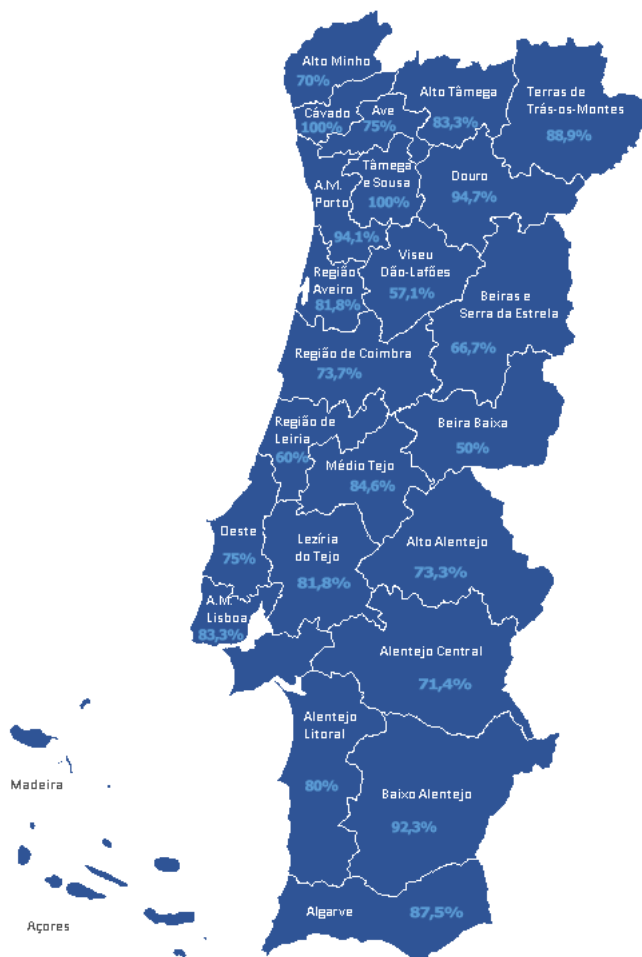 Alto Minho
70%
Cávado
100%
Ave
75%
Alto Tâmega
83,3%
Terras de
Trás-os-Montes
88,9%
A.M.
Porto
94,1%
Tâmega
e Sousa
100%
Douro
94,7%
Região
Aveiro
81,8%
Viseu
Dão-Lafões
57,1%
Beiras e
Serra da Estrela
66,7%
Região de Coimbra
73,7%
Região de
Leiria
60%
Beira Baixa
50%
Médio Tejo
84,6%
Oeste
75%
Lezíria
do Tejo
81,8%
Alto Alentejo
73,3%
A.M.
Lisboa
83,3%
Alentejo Central
71,4%
Alentejo
Litoral
80%
Baixo Alentejo
92,3%
Madeira
Açores
Algarve
87,5%